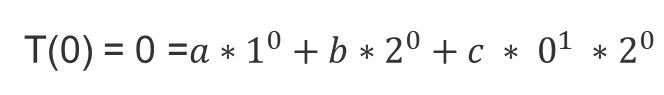 T(0) = 0 =a ∗ 1⁰ + b ∗ 2⁰ + c ∗ 0¹ ∗ 2⁰